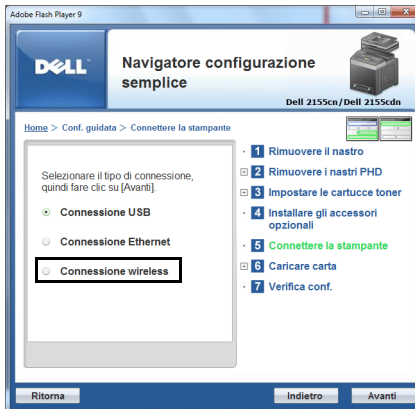 Adobe Flash Player 9
DELL
Navigatore configurazione
semplice
Dell 2155cn/Dell 2155cdn
Home > Conf. guidata > Connettere la stampante
Selezionare il tipo di connessione,
quindi fare clic su [Avanti].
Connessione USB
Connessione Ethernet
Connessione wireless
1 Rimuovere il nastro
2 Rimuovere i nastri PHD
3 Impostare le cartucce toner
4 Installare gli accessori
opzionali
5 Connettere la stampante
6 Caricare carta
7 Verifica conf.
Ritorna
Indietro
Avanti